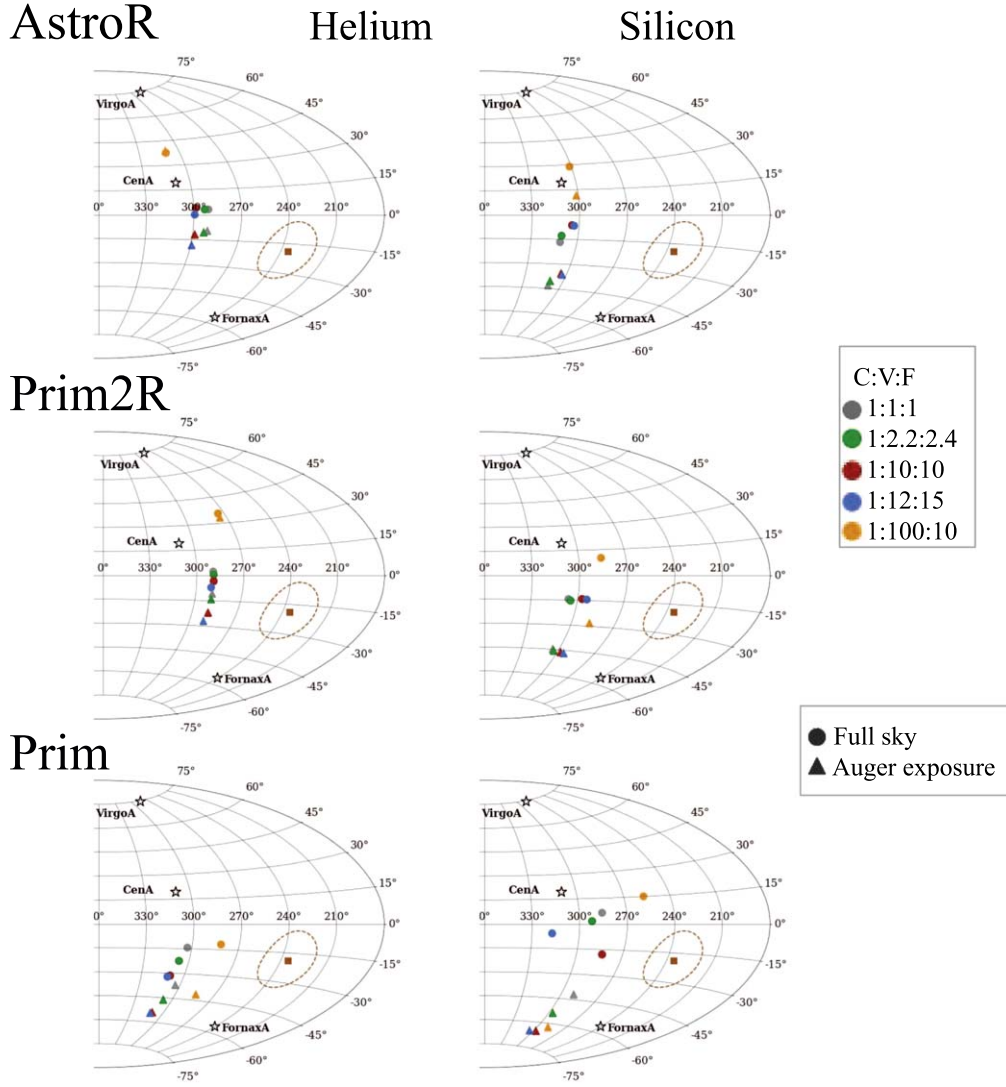 AstroR Helium Silicon
75° 75°
60° 60°
VirgoA VirgoA
45° 45°
30° 30°
CenA 15° CenA 15°
0° 330° 300° 270° 240° 210° 0° 0° 330° 300° 270° 240° 210° 0°
-15° -15°
-30° -30°
FornaxA -45° FornaxA -45°
-60° -60°
-75° -75°
Prim2R
75° 75°
60° 60°
VirgoA 45° VirgoA 45°
30° 30°
CenA 15° CenA 15°
0° 330° 300° 270° 240° 210° 0° 0° 330° 300° 270° 240° 210° 0°
-15° -15°
-30° -30°
FornaxA -45° FornaxA -45°
-60° -60°
-75° -75°
Prim
75° 75°
60° 60°
VirgoA 45° VirgoA 45°
30° 30°
CenA 15° CenA 15°
0° 330° 300° 270° 240° 210° 0° 0° 330° 300° 270° 240° 210° 0°
-15° -15°
-30° -30°
FornaxA -45° FornaxA -45°
-60° -60°
-75° -75°
C:V:F
1:1:1
1:2.2:2.4
1:10:10
1:12:15
1:100:10
Full sky
Auger exposure